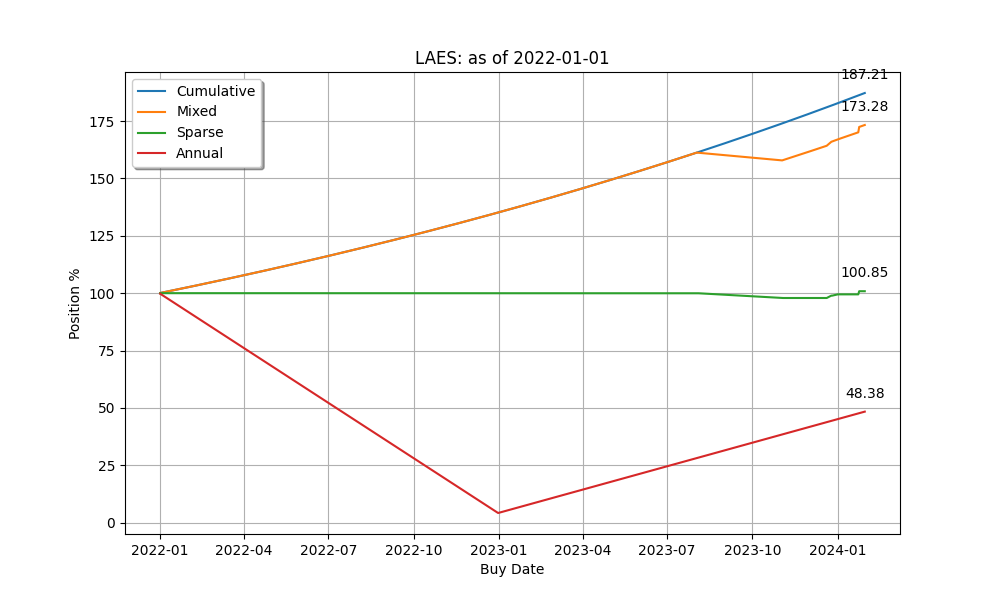 LAES: as of 2022-01-01
Cumulative
Mixed
Sparse
Annual
187.21
173.28
100.85
48.38
Position %
175
150
125
100
75
50
25
0
2022-01 2022-04 2022-07 2022-10 2023-01 2023-04 2023-07 2023-10 2024-01
Buy Date